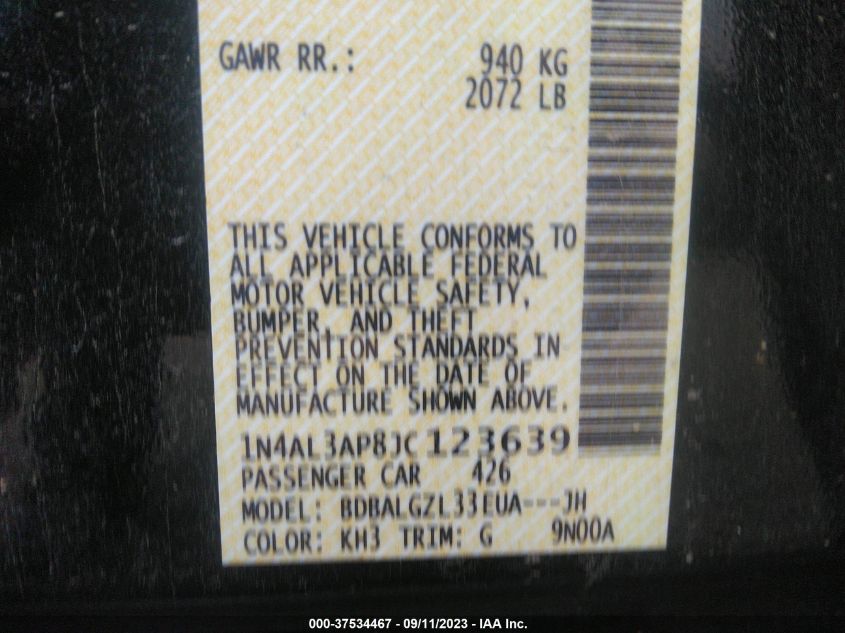 GAWR RR.: 940 KG
2072 LB
THIS VEHICLE CONFORMS TO
ALL APPLICABLE FEDERAL
MOTOR VEHICLE SAFETY,
BUMPER, AND THEFT
PREVENTION STANDARDS IN
EFFECT ON THE DATE OF
MANUFACTURE SHOWN ABOVE.
1N4AL3AP8JC123639
PASSENGER CAR 426
MODEL: BDBALGZL33EUA---JH
COLOR: KH3 TRIM: G 9N00A
000-37534467 - 09/11/2023 - IAA Inc.